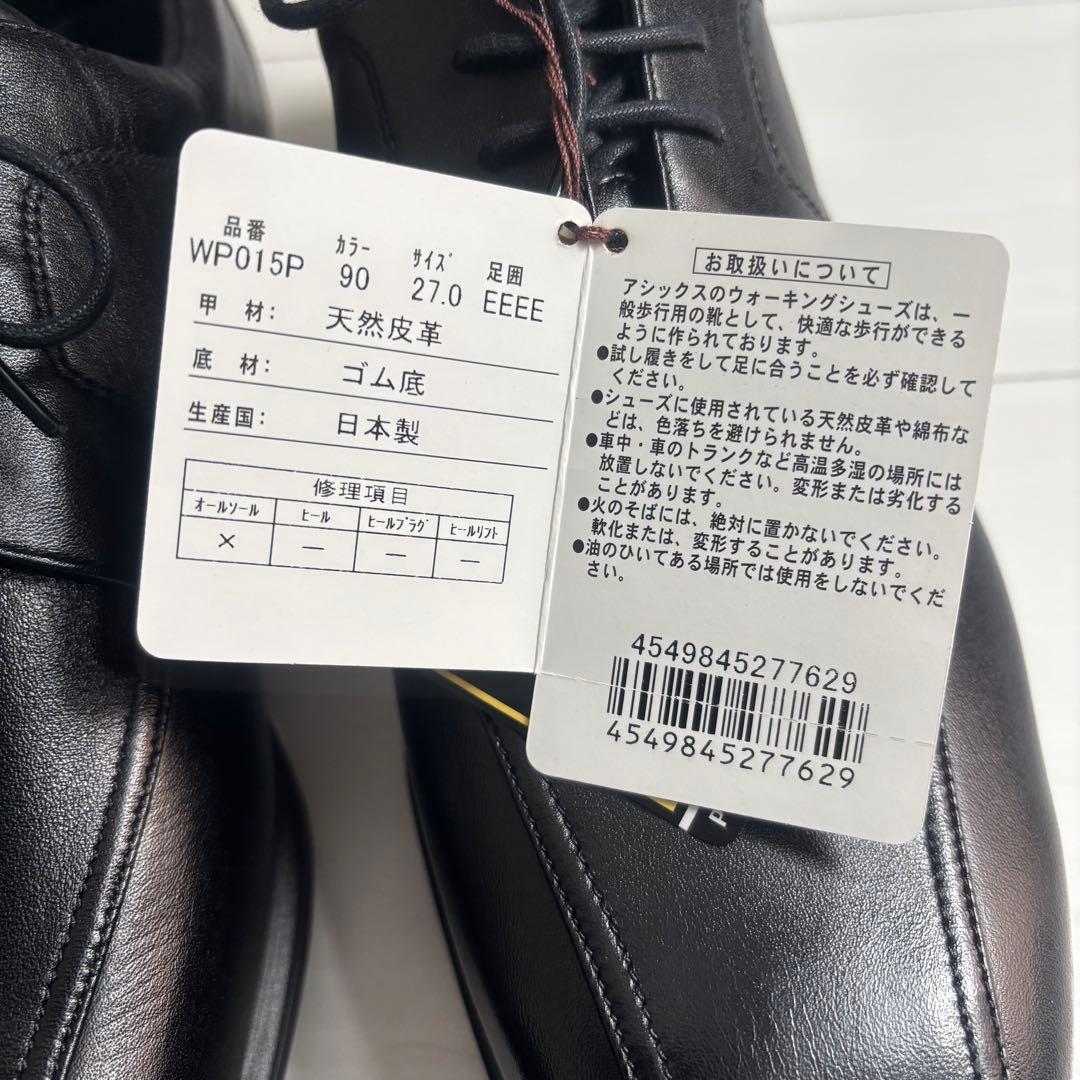 品番 カラー サイズ 足囲
WP015P 90 27.0 EEEE
甲 材: 天然皮革
底 材: ゴム底
生産国: 日本製
修理項目
オールソール ヒール ヒールプラグ ヒールリフト
× — — —
お取扱いについて
アシックスのウォーキングシューズは、一
般歩行用の靴として、快適な歩行ができる
ように作られております。
●試し履きをして足に合うことを必ず確認して
ください。
●シューズに使用されている天然皮革や綿布な
どは、色落ちを避けられません。
●車中・車のトランクなど高温多湿の場所には
放置しないでください。変形または劣化する
ことがあります。
●火のそばには、絶対に置かないでください。
軟化または、変形することがあります。
●油のひいてある場所では使用をしないでくだ
さい。
4549845277629
4549845277629